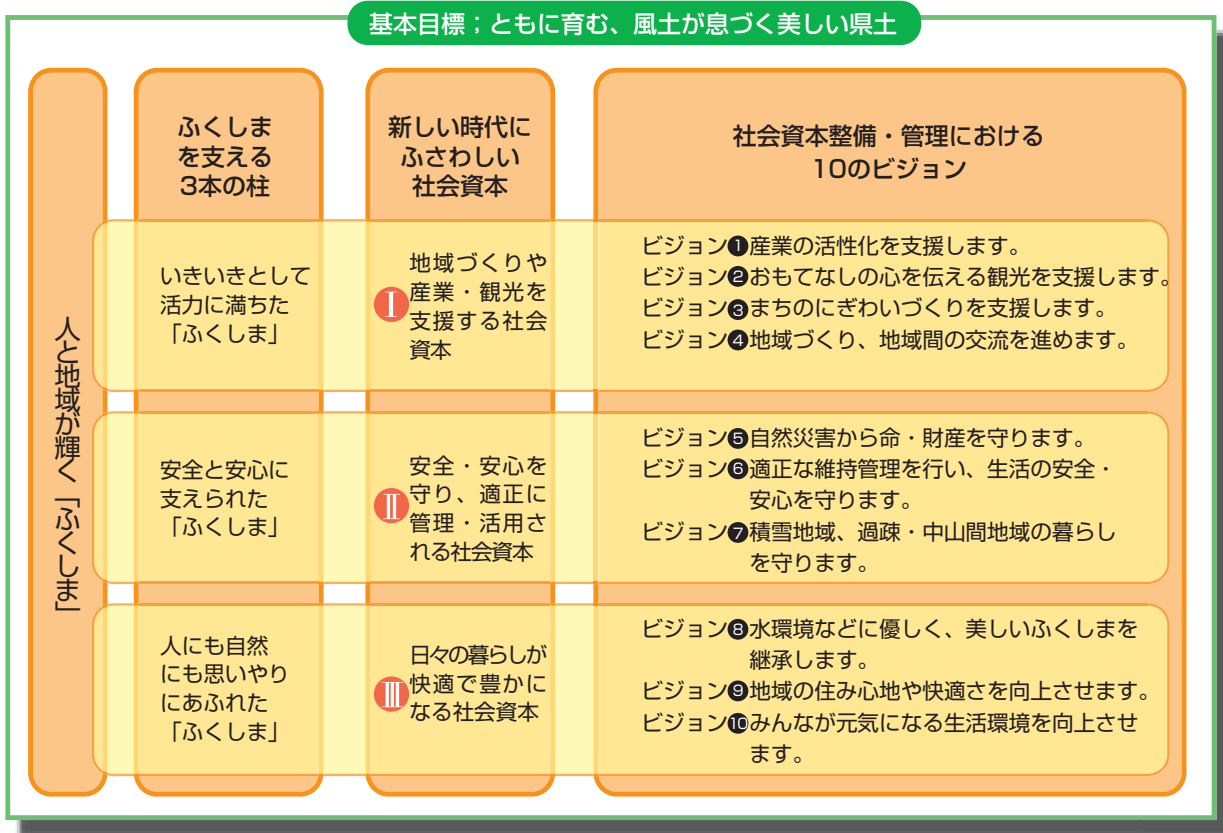 基本目標；ともに育む、風土が息づく美しい県土
人と地域が輝く「ふくしま」
ふくしま
を支える
3本の柱
新しい時代に
ふさわしい
社会資本
社会資本整備・管理における
10のビジョン
いきいきとして
活力に満ちた
「ふくしま」
Ⅰ
地域づくりや
産業・観光を
支援する社会
資本
ビジョン❶産業の活性化を支援します。
ビジョン❷おもてなしの心を伝える観光を支援します。
ビジョン❸まちのにぎわいづくりを支援します。
ビジョン❹地域づくり、地域間の交流を進めます。
安全と安心に
支えられた
「ふくしま」
Ⅱ
安全・安心を
守り、適正に
管理・活用さ
れる社会資本
ビジョン❺自然災害から命・財産を守ります。
ビジョン❻適正な維持管理を行い、生活の安全・
安心を守ります。
ビジョン❼積雪地域、過疎・中山間地域の暮らし
を守ります。
人にも自然
にも思いやり
にあふれた
「ふくしま」
Ⅲ
日々の暮らしが
快適で豊かに
なる社会資本
ビジョン❽水環境などに優しく、美しいふくしまを
継承します。
ビジョン❾地域の住み心地や快適さを向上させます。
ビジョン❿みんなが元気になる生活環境を向上させ
ます。